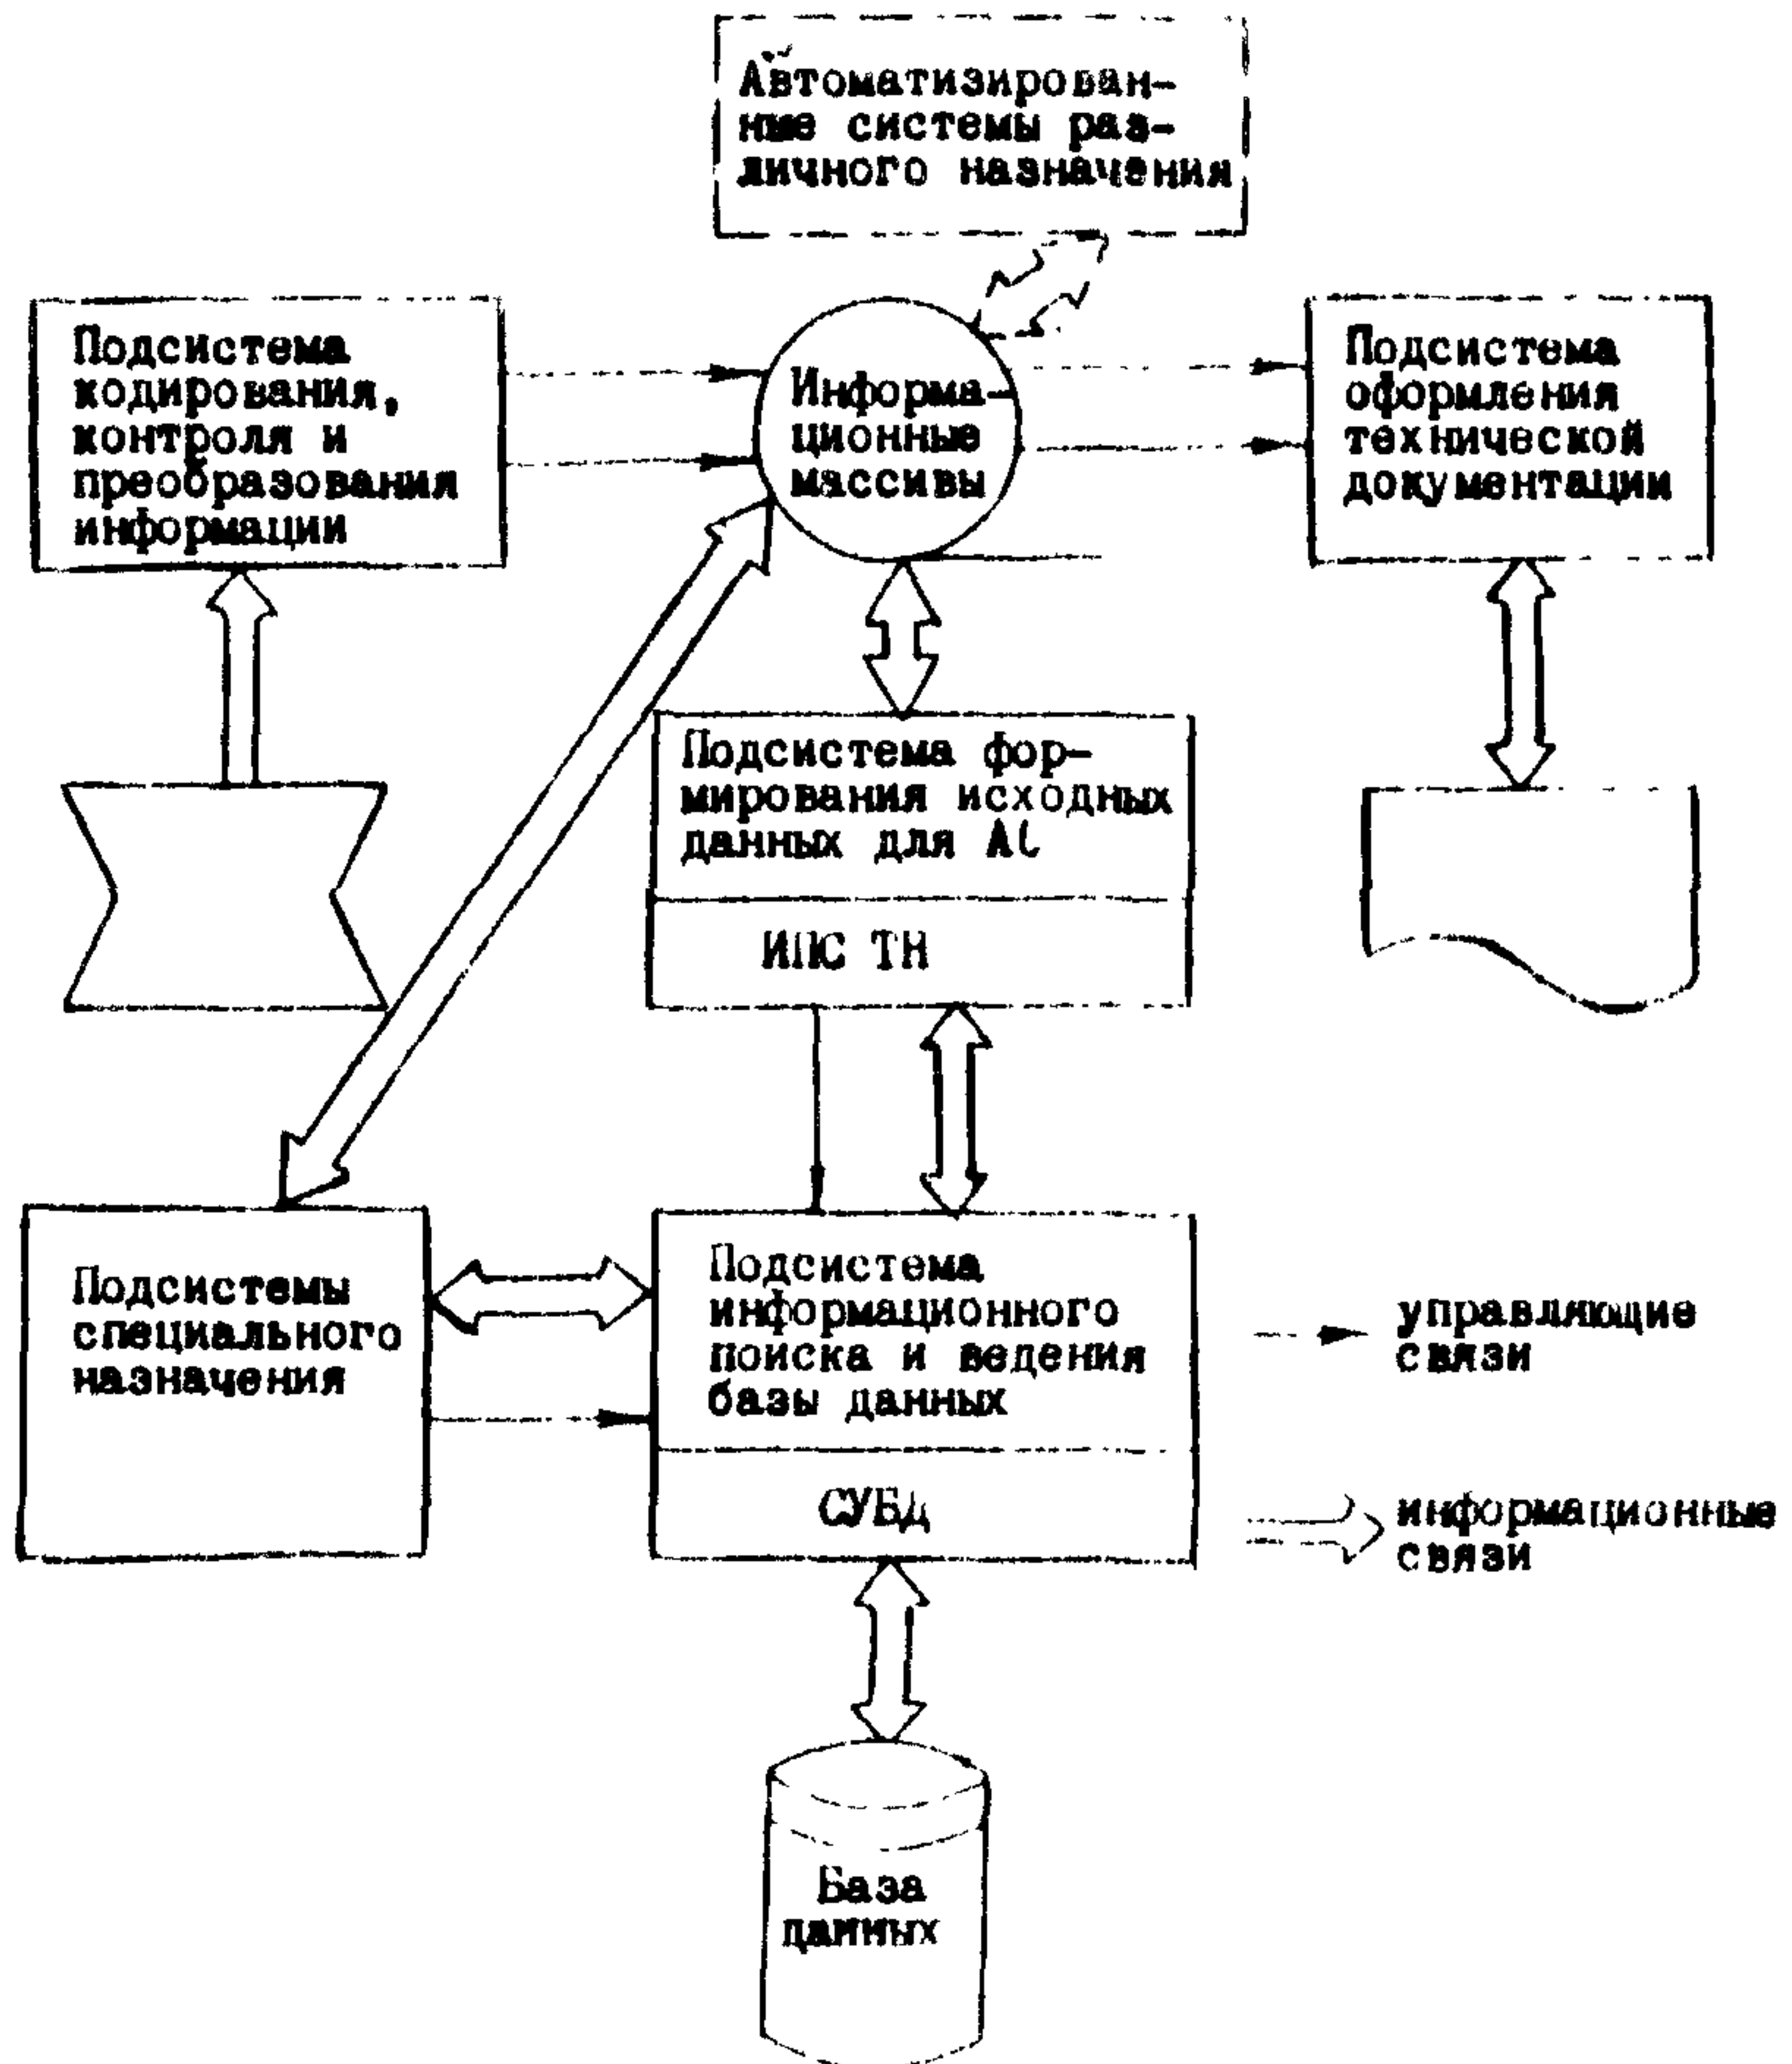 Автоматизирован-
ные системы раз-
личного назначения
Подсистема
кодирования,
контроля и
преобразования
информации
Информа-
ционные
массивы
Подсистема
оформления
технической
документации
Подсистема фор-
мирования исходных
данных для АС
ИПС ТН
Подсистемы
специального
назначения
Подсистема
информационного
поиска и ведения
базы данных
СУБД
управляющие
связи
информационные
связи
База
данных